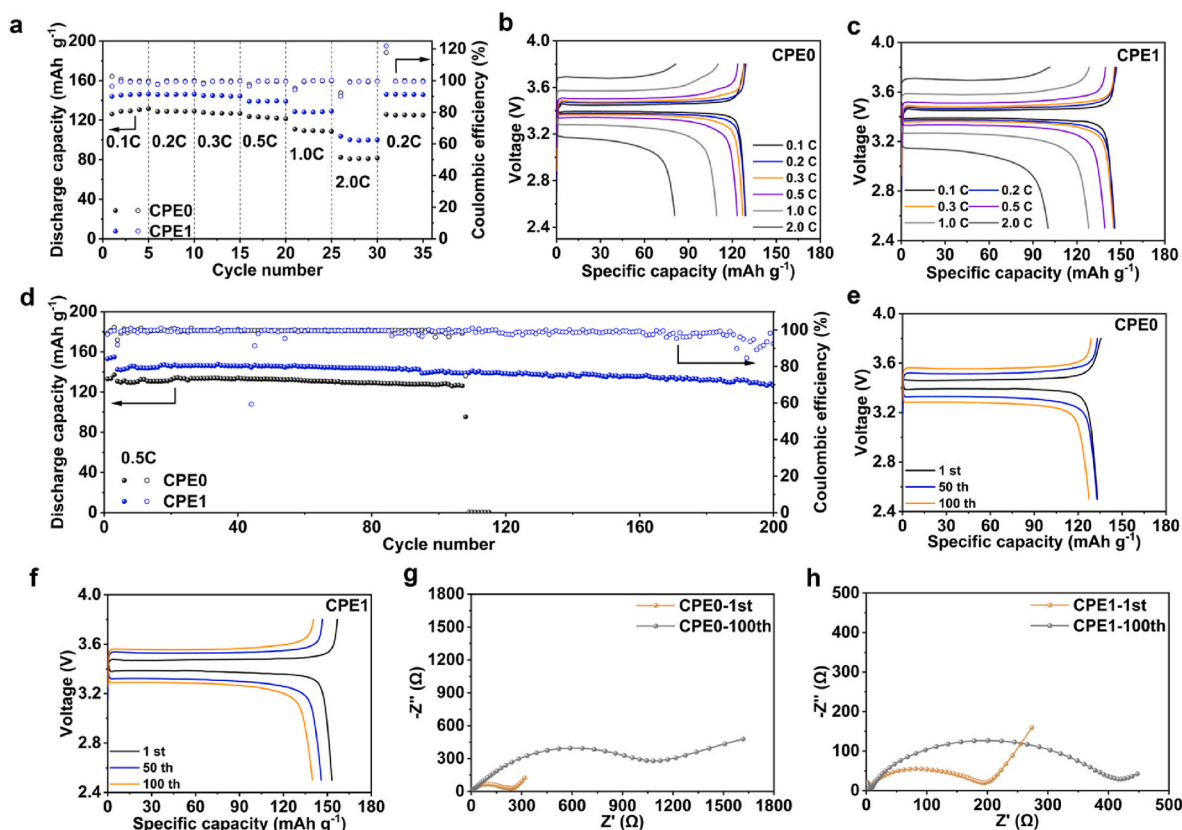 a
Discharge capacity (mAh g⁻¹)
200
160
120
80
40
0
0.1C 0.2C 0.3C 0.5C 1.0C 2.0C 0.2C
CPE0
CPE1
0 5 10 15 20 25 30 35
Cycle number
120
100
80
60
40
20
0
Coulombic efficiency (%)
b
CPE0
Voltage (V)
4.0
3.6
3.2
2.8
2.4
0.1 C
0.2 C
0.3 C
0.5 C
1.0 C
2.0 C
0 30 60 90 120 150 180
Specific capacity (mAh g⁻¹)
c
CPE1
Voltage (V)
4.0
3.6
3.2
2.8
2.4
0.1 C 0.2 C
0.3 C 0.5 C
1.0 C 2.0 C
0 30 60 90 120 150 180
Specific capacity (mAh g⁻¹)
d
Discharge capacity (mAh g⁻¹)
200
180
160
120
80
40
0
0.5C
CPE0
CPE1
0 40 80 120 160 200
Cycle number
100
80
60
40
20
0
Coulombic efficiency (%)
e
CPE0
Voltage (V)
4.0
3.6
3.2
2.8
2.4
1 st
50 th
100 th
0 30 60 90 120 150 180
Specific capacity (mAh g⁻¹)
f
CPE1
Voltage (V)
4.0
3.6
3.2
2.8
2.4
1 st
50 th
100 th
0 30 60 90 120 150 180
Specific capacity (mAh g⁻¹)
g
CPE0-1st
CPE0-100th
-Z'' (Ω)
1800
1500
1200
900
600
300
0
0 300 600 900 1200 1500 1800
Z' (Ω)
h
CPE1-1st
CPE1-100th
-Z'' (Ω)
500
400
300
200
100
0
0 100 200 300 400 500
Z' (Ω)